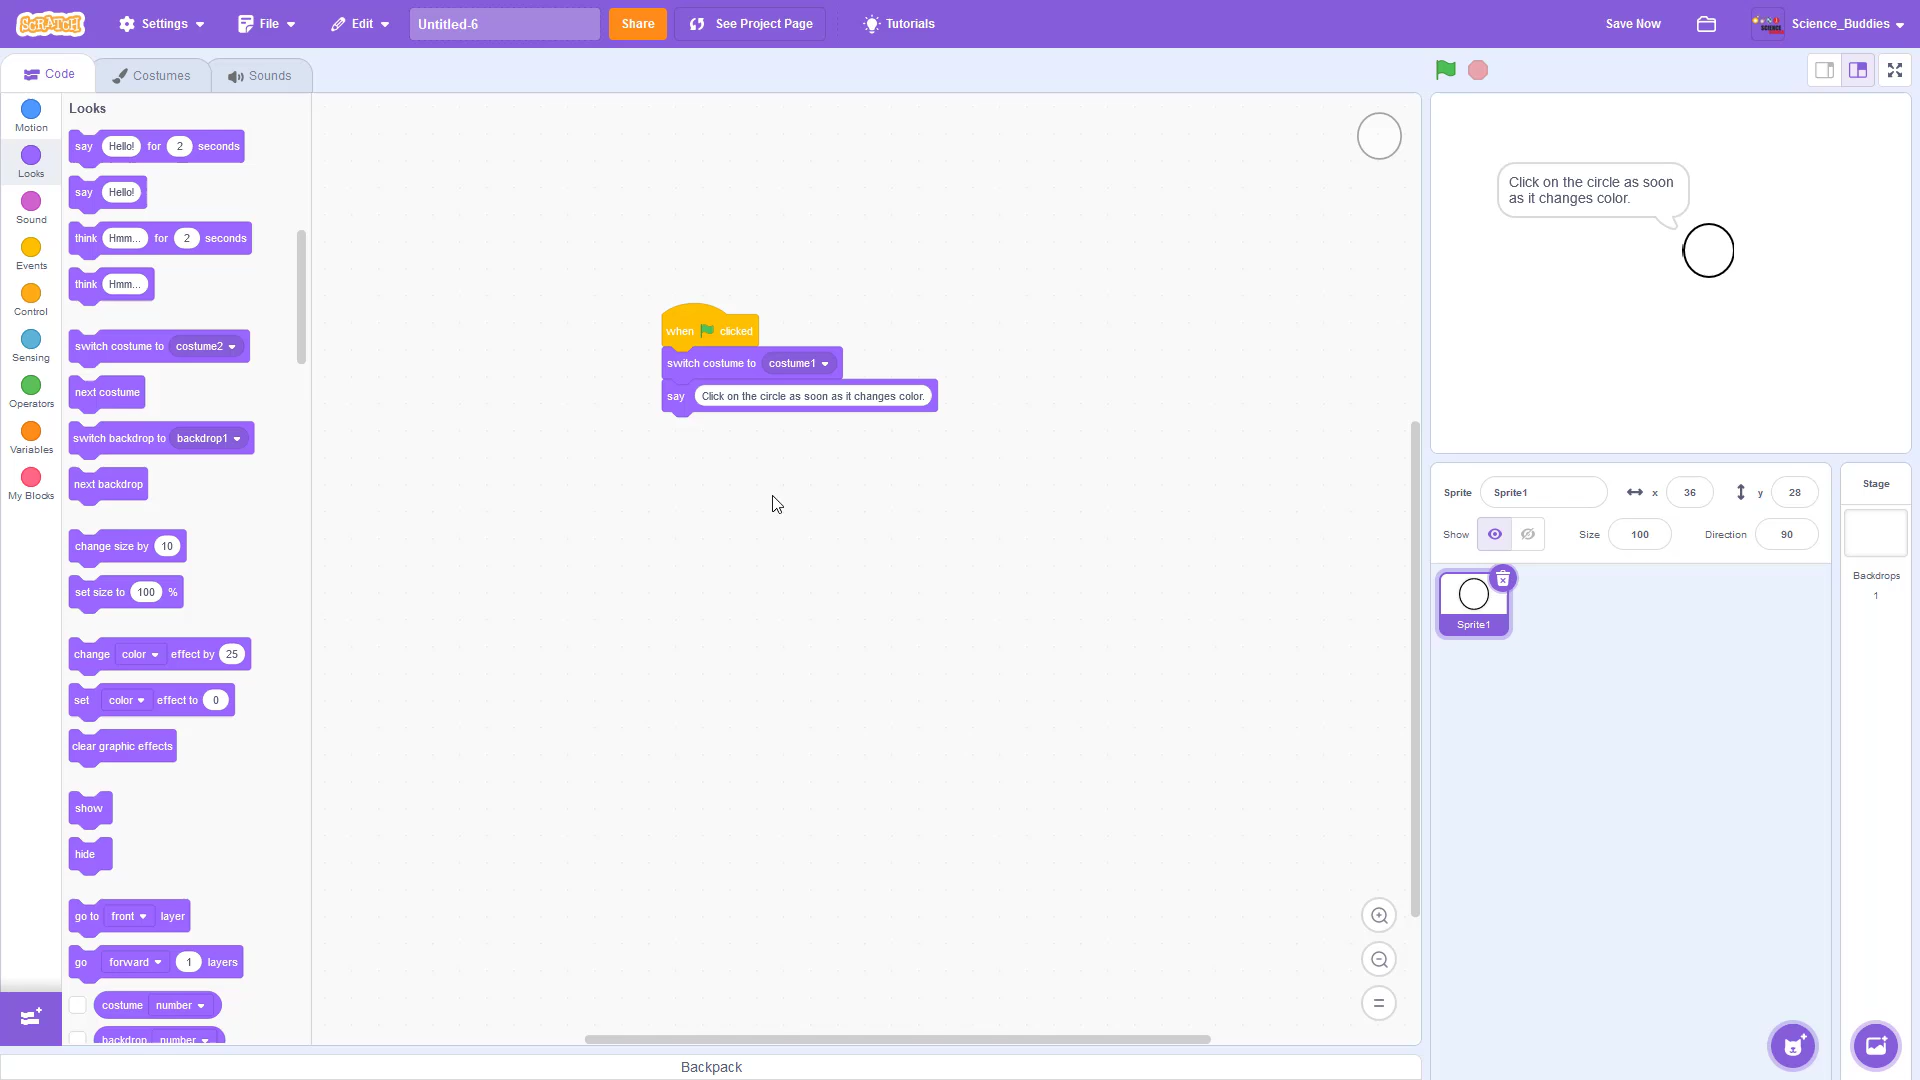 SCRATCH
Settings
File
Edit
Untitled-6
Share
See Project Page
Tutorials
Save Now
Science_Buddies
Code
Costumes
Sounds
Motion
Looks
Sound
Events
Control
Sensing
Operators
Variables
My Blocks
Looks
say Hello! for 2 seconds
say Hello!
think Hmm... for 2 seconds
think Hmm...
switch costume to costume2
next costume
switch backdrop to backdrop1
next backdrop
change size by 10
set size to 100 %
change color effect by 25
set color effect to 0
clear graphic effects
show
hide
go to front layer
go forward 1 layers
costume number
backdrop number
when clicked
switch costume to costume1
say Click on the circle as soon as it changes color.
Backpack
Click on the circle as soon
as it changes color.
Sprite Sprite1 x 36 y 28
Show Size 100 Direction 90
Sprite1
Stage
Backdrops
1